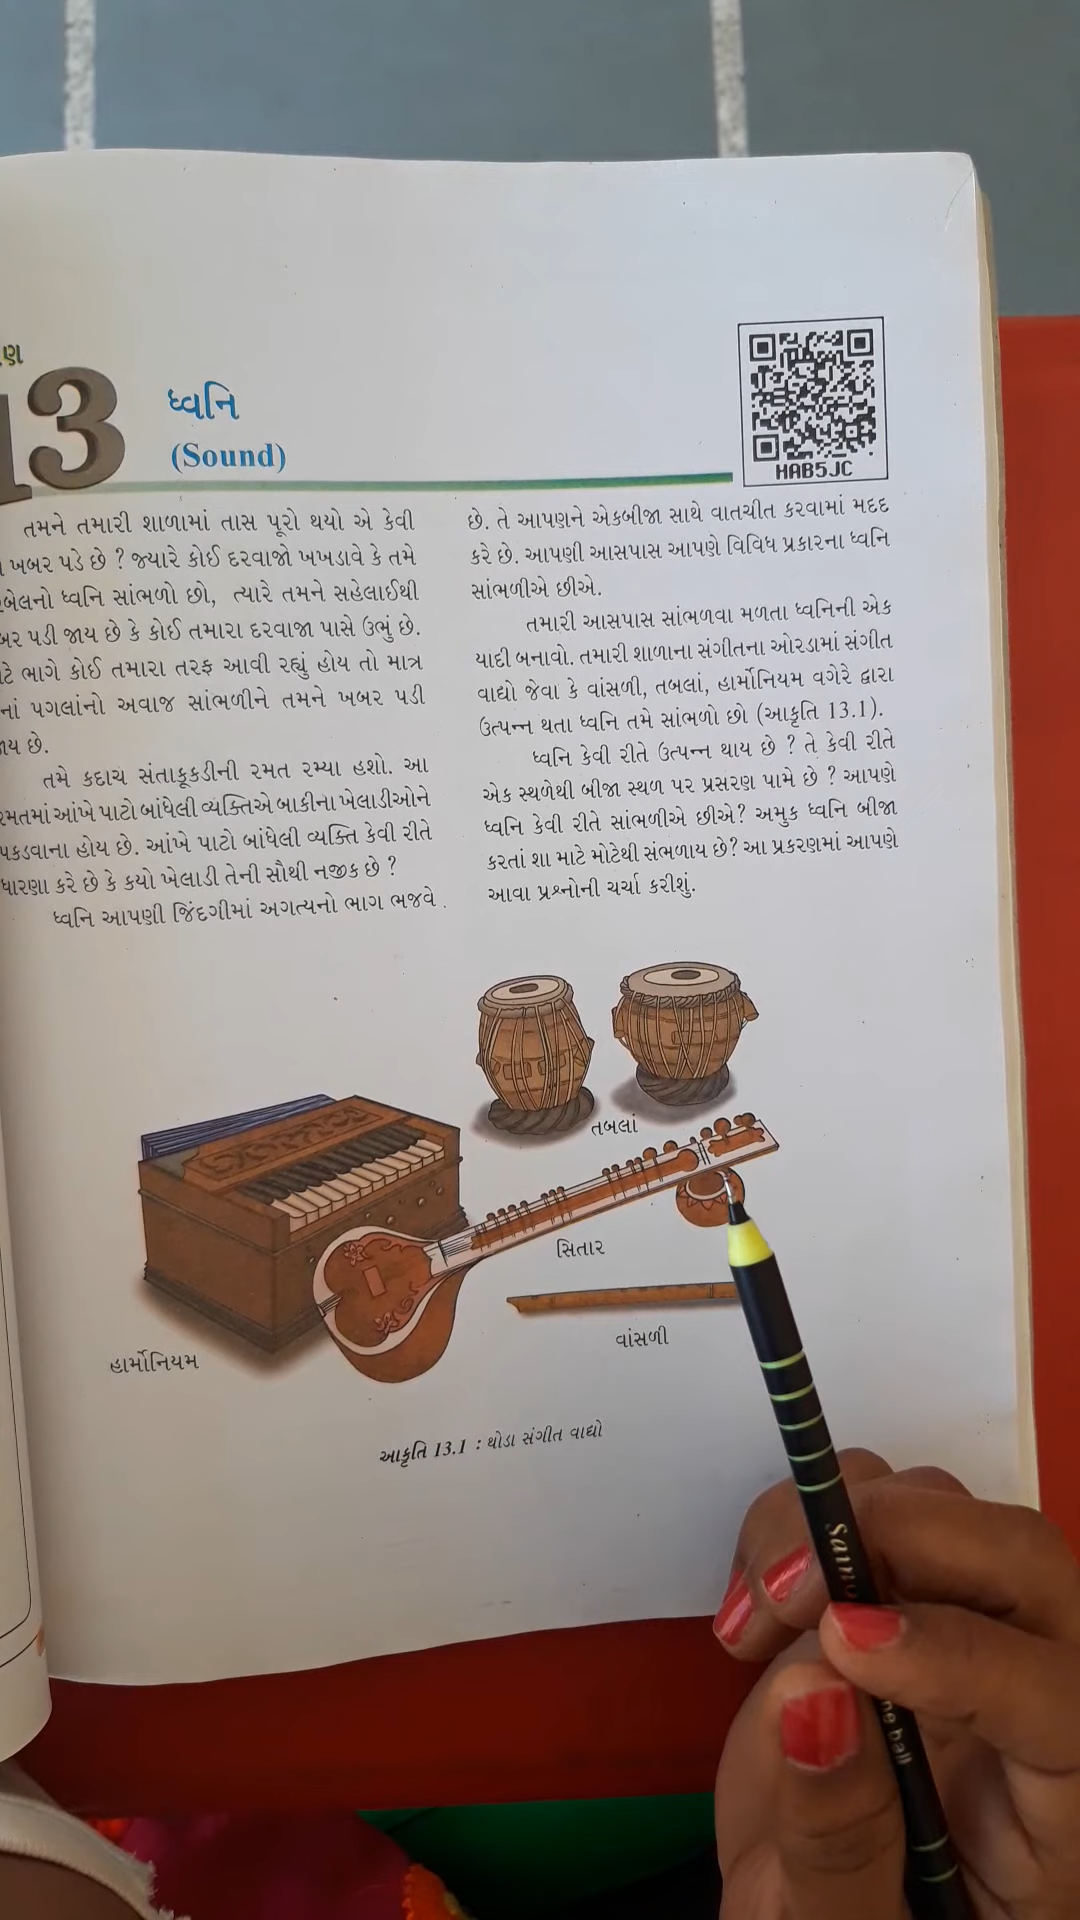 13
ધ્વનિ
(Sound)
HAB5JC
તમને તમારી શાળામાં તાસ પૂરો થયો એ કેવી
ખબર પડે છે ? જ્યારે કોઈ દરવાજો ખખડાવે કે તમે
ધ્વનિ સાંભળો છો, ત્યારે તમને સહેલાઈથી
પડી જાય છે કે કોઈ તમારા દરવાજા પાસે ઉભું છે.
ભાગે કોઈ તમારા તરફ આવી રહ્યું હોય તો માત્ર
પગલાંનો અવાજ સાંભળીને તમને ખબર પડી
છે.
તમે કદાચ સંતાકૂકડીની રમત રમ્યા હશો. આ
રમતમાં આંખે પાટો બાંધેલી વ્યક્તિએ બાકીના ખેલાડીઓને
પકડવાના હોય છે. આંખે પાટો બાંધેલી વ્યક્તિ કેવી રીતે
ધારણા કરે છે કે કયો ખેલાડી તેની સૌથી નજીક છે ?
ધ્વનિ આપણી જિંદગીમાં અગત્યનો ભાગ ભજવે
છે. તે આપણને એકબીજા સાથે વાતચીત કરવામાં મદદ
કરે છે. આપણી આસપાસ આપણે વિવિધ પ્રકારના ધ્વનિ
સાંભળીએ છીએ.
તમારી આસપાસ સાંભળવા મળતા ધ્વનિની એક
યાદી બનાવો. તમારી શાળાના સંગીતના ઓરડામાં સંગીત
વાદ્યો જેવા કે વાંસળી, તબલાં, હાર્મોનિયમ વગેરે દ્વારા
ઉત્પન્ન થતા ધ્વનિ તમે સાંભળો છો (આકૃતિ 13.1).
ધ્વનિ કેવી રીતે ઉત્પન્ન થાય છે ? તે કેવી રીતે
એક સ્થળેથી બીજા સ્થળ પર પ્રસરણ પામે છે ? આપણે
ધ્વનિ કેવી રીતે સાંભળીએ છીએ? અમુક ધ્વનિ બીજા
કરતાં શા માટે મોટેથી સંભળાય છે? આ પ્રકરણમાં આપણે
આવા પ્રશ્નોની ચર્ચા કરીશું.
તબલાં
સિતાર
વાંસળી
હાર્મોનિયમ
આકૃતિ 13.1 : થોડા સંગીત વાદ્યો
ball